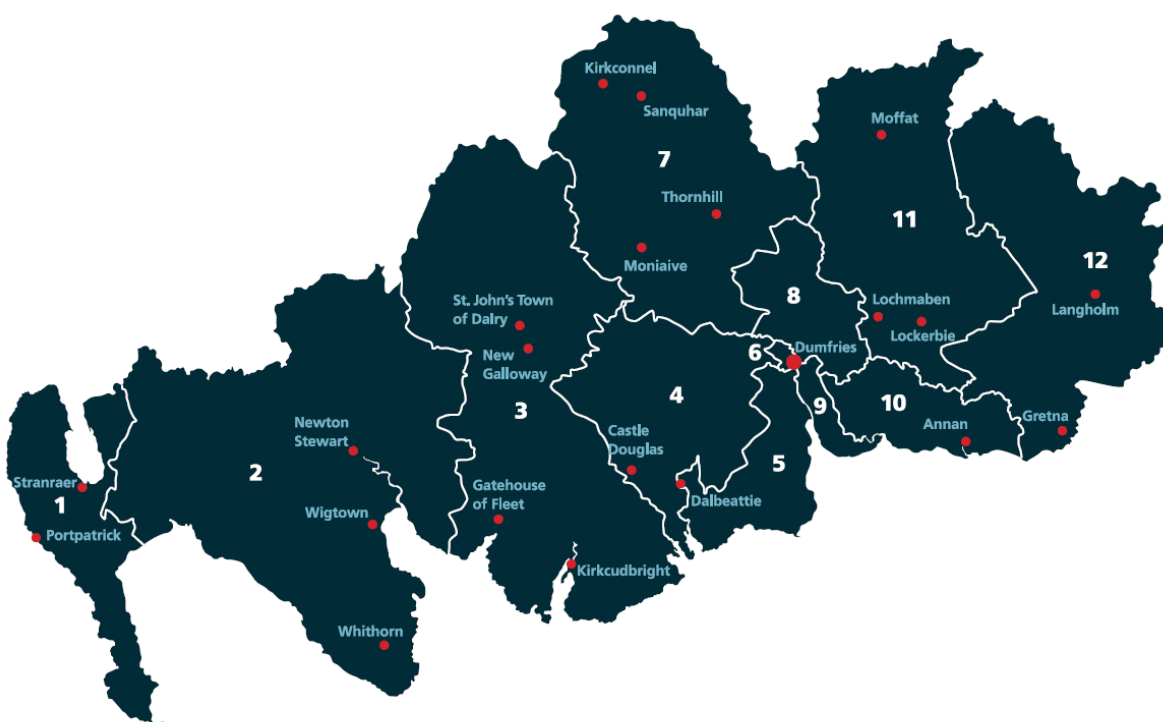 Kirkconnel
Sanquhar
Moffat
7
Thornhill
11
Moniaive
12
8
Langholm
St. John's Town
of Dalry
Lochmaben
Lockerbie
New
Galloway
6
Dumfries
3
4
9
10
Newton
Stewart
Castle
Douglas
Annan
Gretna
2
5
Stranraer
1
Gatehouse
of Fleet
Dalbeattie
Wigtown
Portpatrick
Kirkcudbright
Whithorn